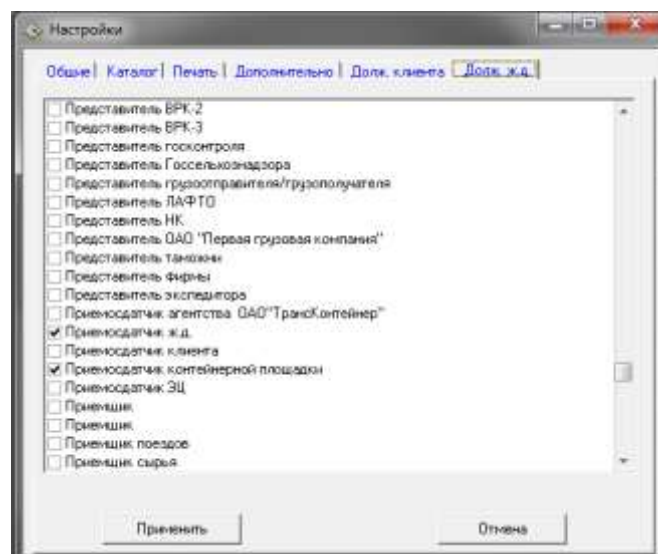 Настройки
Общие Каталог Печать Дополнительно Долж. клиента Долж. ж.д.
Представитель ВРК-2
Представитель ВРК-3
Представитель госконтроля
Представитель Госселькознадзора
Представитель грузоотправителя/грузополучателя
Представитель ЛАФТО
Представитель НК
Представитель ОАО "Первая грузовая компания"
Представитель таможни
Представитель фирмы
Представитель экспедитора
Приемосдатчик агентства ОАО"ТрансКонтейнер"
Приемосдатчик ж.д.
Приемосдатчик клиента
Приемосдатчик контейнерной площадки
Приемосдатчик ЭЦ
Приемщик
Приемщик
Приемщик поездов
Приемщик сырья
Применить Отмена